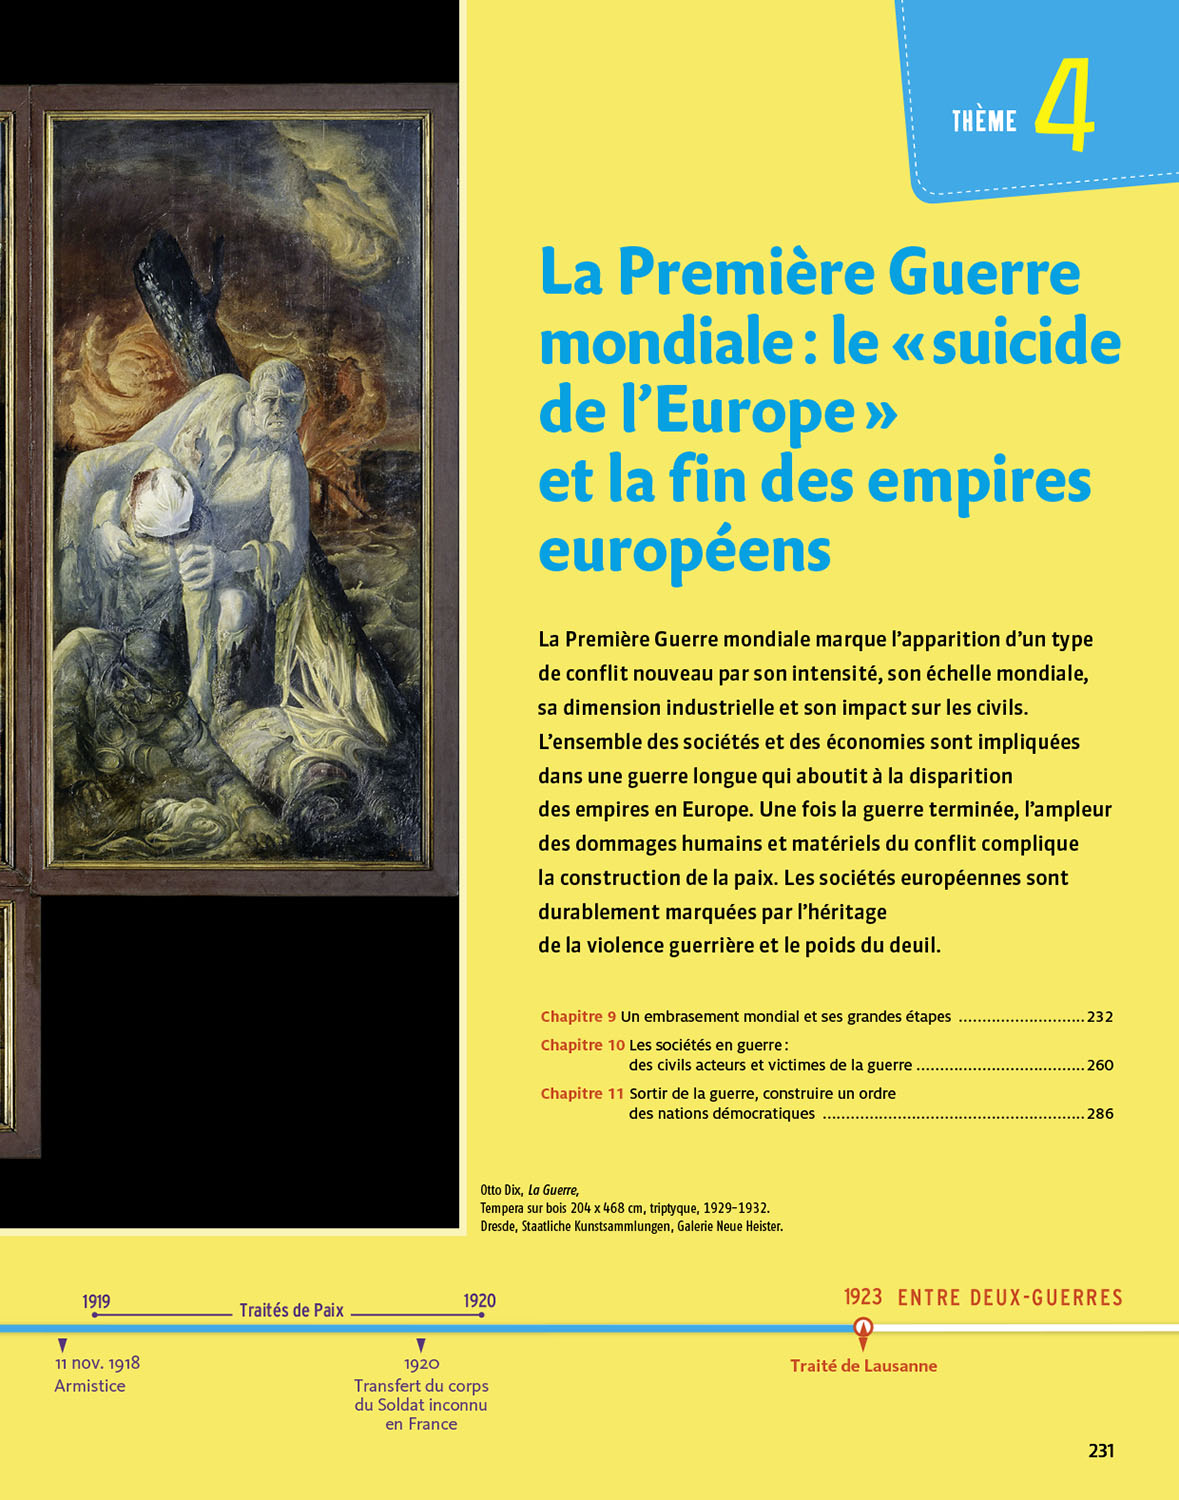 THÈME 4
La Première Guerre
mondiale : le « suicide
de l’Europe »
et la fin des empires
européens
La Première Guerre mondiale marque l’apparition d’un type
de conflit nouveau par son intensité, son échelle mondiale,
sa dimension industrielle et son impact sur les civils.
L’ensemble des sociétés et des économies sont impliquées
dans une guerre longue qui aboutit à la disparition
des empires en Europe. Une fois la guerre terminée, l’ampleur
des dommages humains et matériels du conflit complique
la construction de la paix. Les sociétés européennes sont
durablement marquées par l’héritage
de la violence guerrière et le poids du deuil.
Chapitre 9 Un embrasement mondial et ses grandes étapes ........................... 232
Chapitre 10 Les sociétés en guerre :
des civils acteurs et victimes de la guerre .................................... 260
Chapitre 11 Sortir de la guerre, construire un ordre
des nations démocratiques ........................................................ 286
Otto Dix, La Guerre,
Tempera sur bois 204 x 468 cm, triptyque, 1929-1932.
Dresde, Staatliche Kunstsammlungen, Galerie Neue Heister.
1919 Traités de Paix 1920
1923 ENTRE DEUX-GUERRES
11 nov. 1918
Armistice
1920
Transfert du corps
du Soldat inconnu
en France
Traité de Lausanne
231